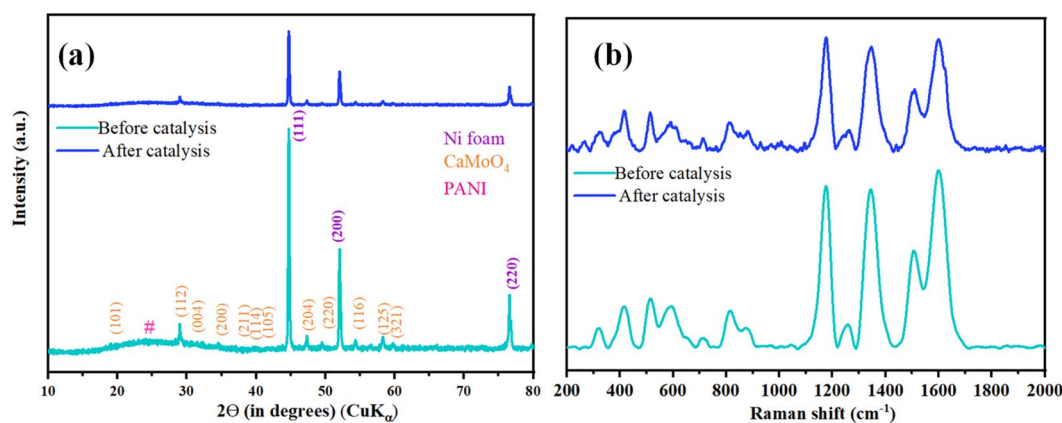 (a)
Before catalysis
After catalysis
(111)
Ni foam
CaMoO₄
PANI
(200)
(220)
(101)
#
(112)
(004)
(200)
(211)
(114)
(105)
(204)
(220)
(116)
(125)
(321)
Intensity (a.u.)
10 20 30 40 50 60 70 80
2Θ (in degrees) (CuKα)
(b)
Before catalysis
After catalysis
200 400 600 800 1000 1200 1400 1600 1800 2000
Raman shift (cm⁻¹)